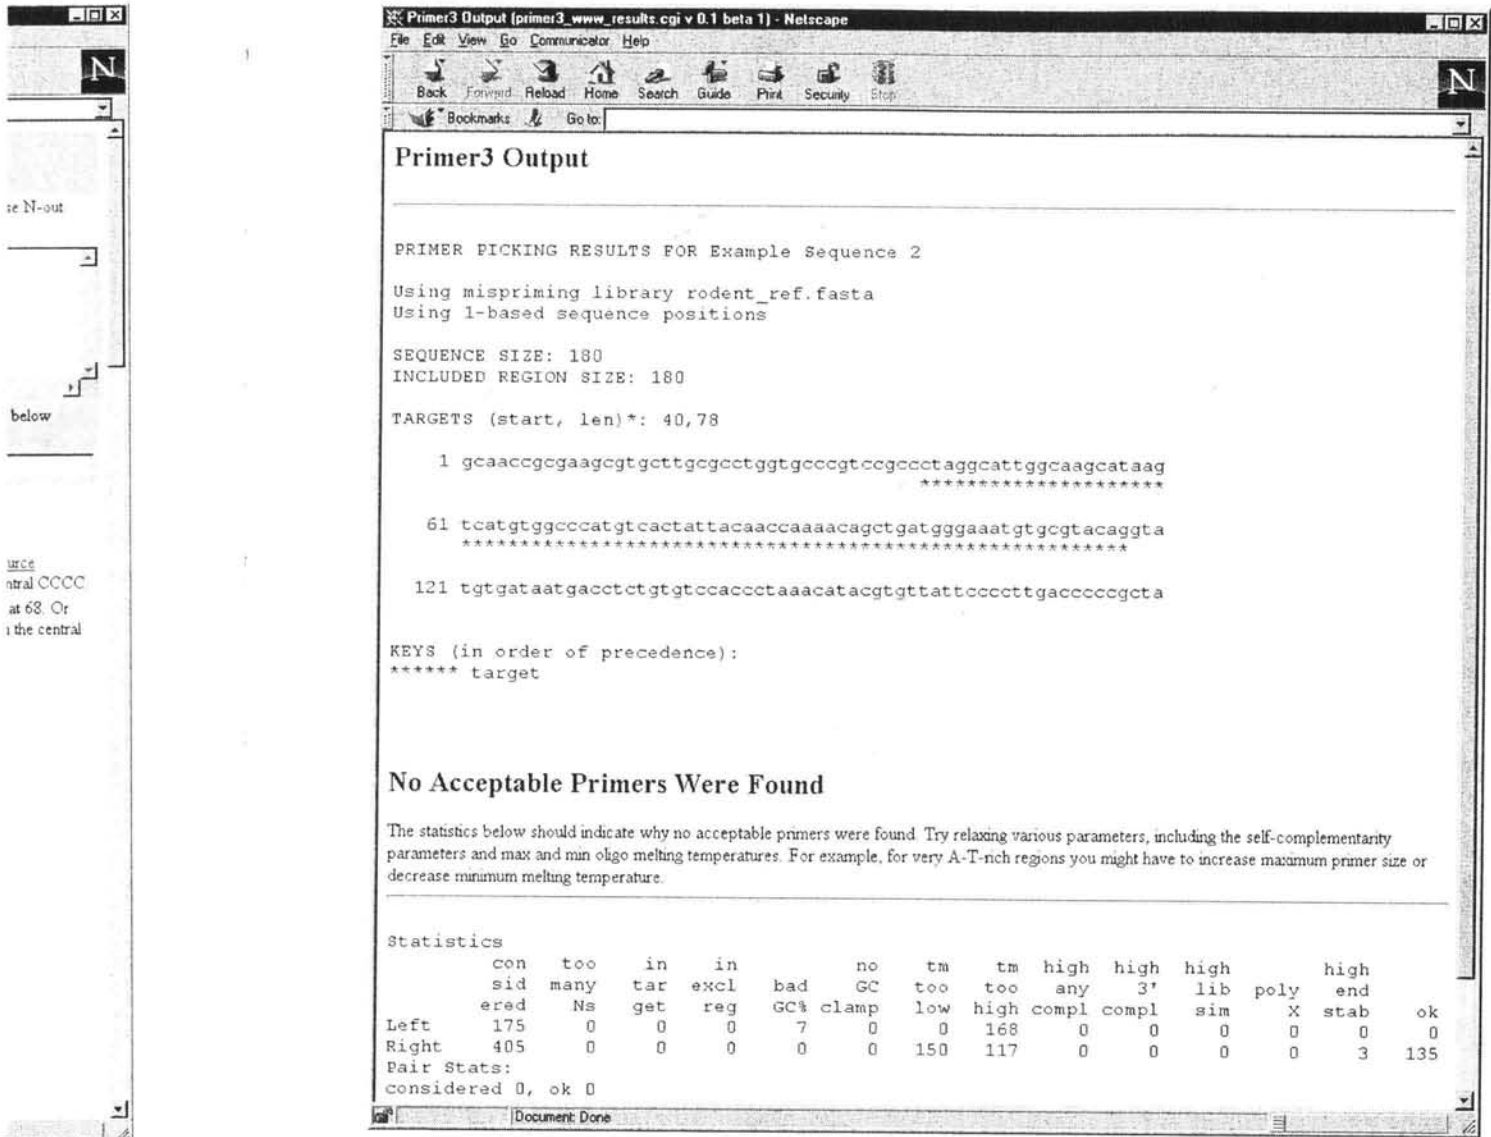 N
se N-out
below
urce
ntral CCCC
at 68. Or
the central
Primer3 Output (primer3_www_results.cgi v 0.1 beta 1) - Netscape
File Edit View Go Communicator Help
Back Forward Reload Home Search Guide Print Security Stop
N
Bookmarks Go to:
Primer3 Output
PRIMER PICKING RESULTS FOR Example Sequence 2
Using mispriming library rodent_ref.fasta
Using 1-based sequence positions
SEQUENCE SIZE: 180
INCLUDED REGION SIZE: 180
TARGETS (start, len)*: 40,78
1 gcaaccgcgaagcgtgcttgcgcctggtgcccgtccgccctaggcattggcaagcataag
*********************
61 tcatgtggcccatgtcactattacaaccaaaacagctgatgggaaatgtgcgtacaggta
*********************************************************
121 tgtgataatgacctctgtgtccaccctaaacatacgtgttattccccttgacccccgcta
KEYS (in order of precedence):
****** target
No Acceptable Primers Were Found
The statistics below should indicate why no acceptable primers were found. Try relaxing various parameters, including the self-complementarity
parameters and max and min oligo melting temperatures. For example, for very A-T-rich regions you might have to increase maximum primer size or
decrease minimum melting temperature.
Statistics
con too in in no tm tm high high high high
sid many tar excl bad GC too too any 3' lib poly end
ered Ns get reg GC% clamp low high compl compl sim X stab ok
Left 175 0 0 0 7 0 0 168 0 0 0 0 0 0
Right 405 0 0 0 0 0 150 117 0 0 0 0 3 135
Pair Stats:
considered 0, ok 0
Document: Done